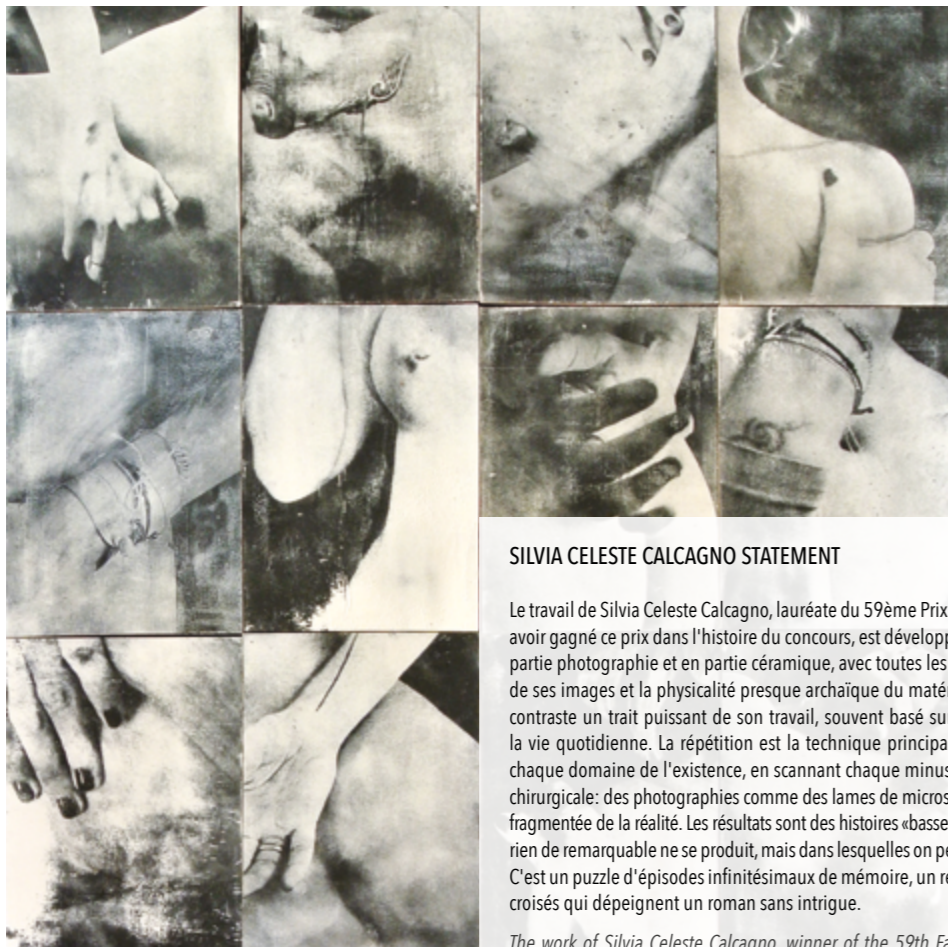 SILVIA CELESTE CALCAGNO STATEMENT
Le travail de Silvia Celeste Calcagno, lauréate du 59ème Prix
avoir gagné ce prix dans l'histoire du concours, est développ
partie photographie et en partie céramique, avec toutes les
de ses images et la physicalité presque archaïque du maté
contraste un trait puissant de son travail, souvent basé su
la vie quotidienne. La répétition est la technique principa
chaque domaine de l'existence, en scannant chaque minus
chirurgicale: des photographies comme des lames de micros
fragmentée de la réalité. Les résultats sont des histoires «basse
rien de remarquable ne se produit, mais dans lesquelles on pe
C'est un puzzle d'épisodes infinitésimaux de mémoire, un re
croisés qui dépeignent un roman sans intrigue.
The work of Silvia Celeste Calcagno, winner of the 59th Fa